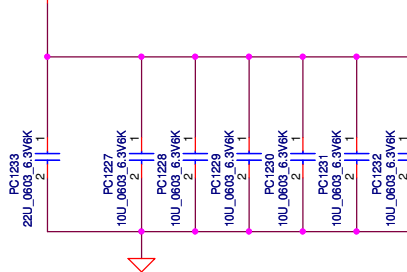 PC1233
22U_0603_6.3V6K
1
2
PC1227
10U_0603_6.3V6K
1
2
PC1228
10U_0603_6.3V6K
1
2
PC1229
10U_0603_6.3V6K
1
2
PC1230
10U_0603_6.3V6K
1
2
PC1231
10U_0603_6.3V6K
1
2
PC1232
10U_0603_6.3V6K
1
2